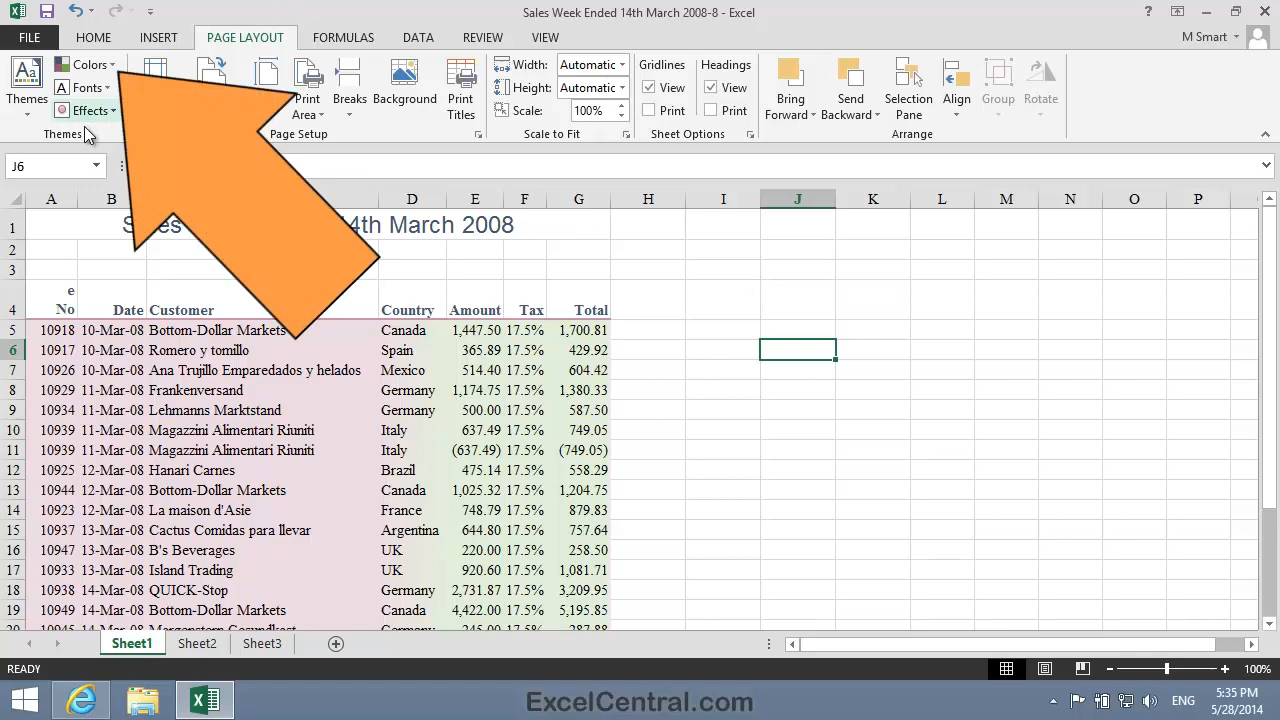 Sales Week Ended 14th March 2008-8 - Excel
FILE HOME INSERT PAGE LAYOUT FORMULAS DATA REVIEW VIEW M Smart
Themes Colors Fonts Effects Themes
Print Area Breaks Background Print Titles Page Setup
Width: Automatic
Height: Automatic
Scale: 100%
Scale to Fit
Gridlines Headings
View View
Print Print
Sheet Options
Bring Forward Send Backward Selection Pane Align Group Rotate
Arrange
J6
A B D E F G H I J K L M N O P
1 14th March 2008
2
3
4 e No Date Customer Country Amount Tax Total
5 10918 10-Mar-08 Bottom-Dollar Markets Canada 1,447.50 17.5% 1,700.81
6 10917 10-Mar-08 Romero y tomillo Spain 365.89 17.5% 429.92
7 10926 10-Mar-08 Ana Trujillo Emparedados y helados Mexico 514.40 17.5% 604.42
8 10929 11-Mar-08 Frankenversand Germany 1,174.75 17.5% 1,380.33
9 10934 11-Mar-08 Lehmanns Marktstand Germany 500.00 17.5% 587.50
10 10939 11-Mar-08 Magazzini Alimentari Riuniti Italy 637.49 17.5% 749.05
11 10939 11-Mar-08 Magazzini Alimentari Riuniti Italy (637.49) 17.5% (749.05)
12 10925 12-Mar-08 Hanari Carnes Brazil 475.14 17.5% 558.29
13 10944 12-Mar-08 Bottom-Dollar Markets Canada 1,025.32 17.5% 1,204.75
14 10923 12-Mar-08 La maison d'Asie France 748.79 17.5% 879.83
15 10937 13-Mar-08 Cactus Comidas para llevar Argentina 644.80 17.5% 757.64
16 10947 13-Mar-08 B's Beverages UK 220.00 17.5% 258.50
17 10933 13-Mar-08 Island Trading UK 920.60 17.5% 1,081.71
18 10938 14-Mar-08 QUICK-Stop Germany 2,731.87 17.5% 3,209.95
19 10949 14-Mar-08 Bottom-Dollar Markets Canada 4,422.00 17.5% 5,195.85
20 10945 14-Mar-08 Morgenstern Gesundkost Germany 245.00 17.5% 287.88
Sheet1 Sheet2 Sheet3
READY 100%
ExcelCentral.com
ENG 5:35 PM
5/28/2014